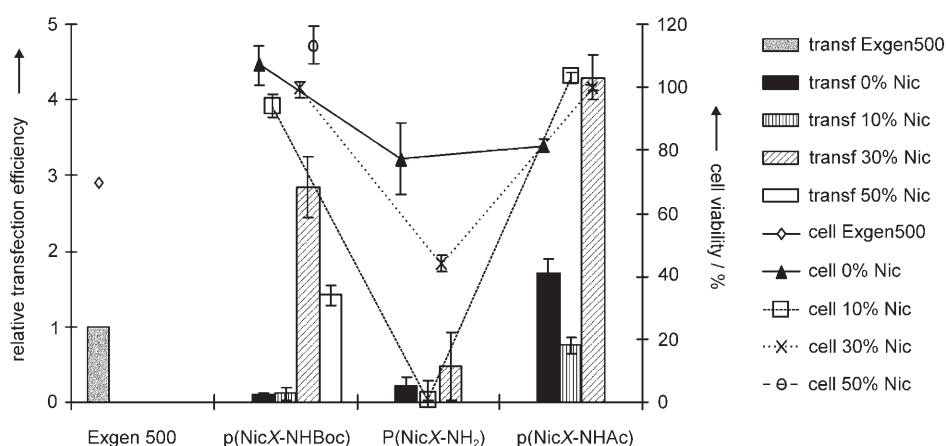 relative transfection efficiency
5
4
3
2
1
0
120
100
80
60
40
20
0
cell viability / %
Exgen 500
p(NicX-NHBoc)
P(NicX-NH₂)
p(NicX-NHAc)
transf Exgen500
transf 0% Nic
transf 10% Nic
transf 30% Nic
transf 50% Nic
cell Exgen500
cell 0% Nic
cell 10% Nic
cell 30% Nic
cell 50% Nic